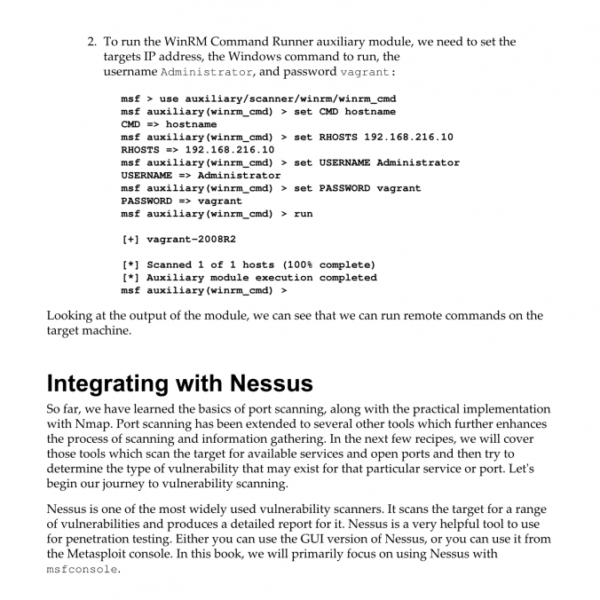 2. To run the WinRM Command Runner auxiliary module, we need to set the
targets IP address, the Windows command to run, the
username Administrator, and password vagrant:
msf > use auxiliary/scanner/winrm/winrm_cmd
msf auxiliary(winrm_cmd) > set CMD hostname
CMD => hostname
msf auxiliary(winrm_cmd) > set RHOSTS 192.168.216.10
RHOSTS => 192.168.216.10
msf auxiliary(winrm_cmd) > set USERNAME Administrator
USERNAME => Administrator
msf auxiliary(winrm_cmd) > set PASSWORD vagrant
PASSWORD => vagrant
msf auxiliary(winrm_cmd) > run
[+] vagrant-2008R2
[*] Scanned 1 of 1 hosts (100% complete)
[*] Auxiliary module execution completed
msf auxiliary(winrm_cmd) >
Looking at the output of the module, we can see that we can run remote commands on the
target machine.
Integrating with Nessus
So far, we have learned the basics of port scanning, along with the practical implementation
with Nmap. Port scanning has been extended to several other tools which further enhances
the process of scanning and information gathering. In the next few recipes, we will cover
those tools which scan the target for available services and open ports and then try to
determine the type of vulnerability that may exist for that particular service or port. Let's
begin our journey to vulnerability scanning.
Nessus is one of the most widely used vulnerability scanners. It scans the target for a range
of vulnerabilities and produces a detailed report for it. Nessus is a very helpful tool to use
for penetration testing. Either you can use the GUI version of Nessus, or you can use it from
the Metasploit console. In this book, we will primarily focus on using Nessus with
msfconsole.